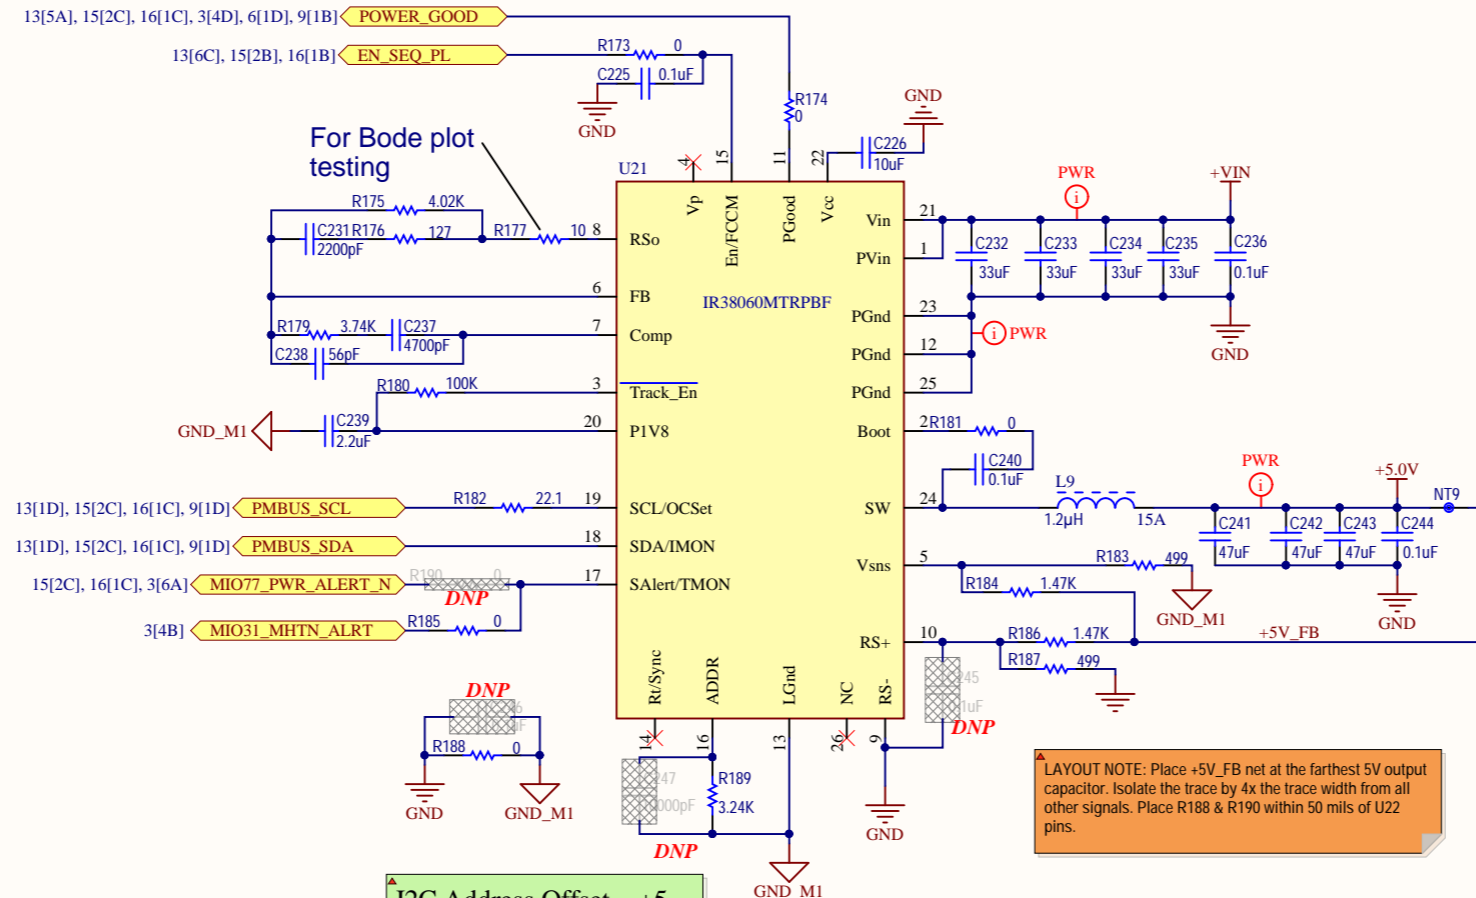 13[5A], 15[2C], 16[1C], 3[4D], 6[1D], 9[1B] POWER_GOOD
13[6C], 15[2B], 16[1B] EN_SEQ_PL
R173 0
C225 0.1uF
GND
R174
0
GND
C226
10uF
For Bode plot
testing
U21
4 15 11 22
Vp En/FCCM PGood Vcc
PWR
+VIN
R175 4.02K
C231 R176 127
2200pF
R177 10 8 RSo
Vin 21
PVin 1
C232 C233 C234 C235 C236
33uF 33uF 33uF 33uF 0.1uF
6 FB
IR38060MTRPBF
PGnd 23
PWR
GND
R179 3.74K C237
4700pF
C238 56pF
7 Comp
PGnd 12
R180 100K 3 Track_En
PGnd 25
GND_M1 C239
2.2uF
20 P1V8
Boot 2 R181 0
C240
0.1uF
PWR
+5.0V
13[1D], 15[2C], 16[1C], 9[1D] PMBUS_SCL R182 22.1 19 SCL/OCSet
SW 24
L9
1.2µH 15A
NT9
C241 C242 C243 C244
47uF 47uF 47uF 0.1uF
GND
13[1D], 15[2C], 16[1C], 9[1D] PMBUS_SDA 18 SDA/IMON
Vsns 5 R183 499
R184 1.47K
GND_M1
15[2C], 16[1C], 3[6A] MIO77_PWR_ALERT_N R190 0 17 SAlert/TMON
DNP
3[4B] MIO31_MHTN_ALRT R185 0
RS+ 10 R186 1.47K +5V_FB
R187 499
Rt/Sync ADDR LGnd NC RS-
14 16 13 26 9
45
1uF
DNP
DNP
R188 0
GND GND_M1
47
000pF
R189
3.24K
DNP
GND
GND_M1
LAYOUT NOTE: Place +5V_FB net at the farthest 5V output
capacitor. Isolate the trace by 4x the trace width from all
other signals. Place R188 & R190 within 50 mils of U22
pins.
I2C Address Offset +5